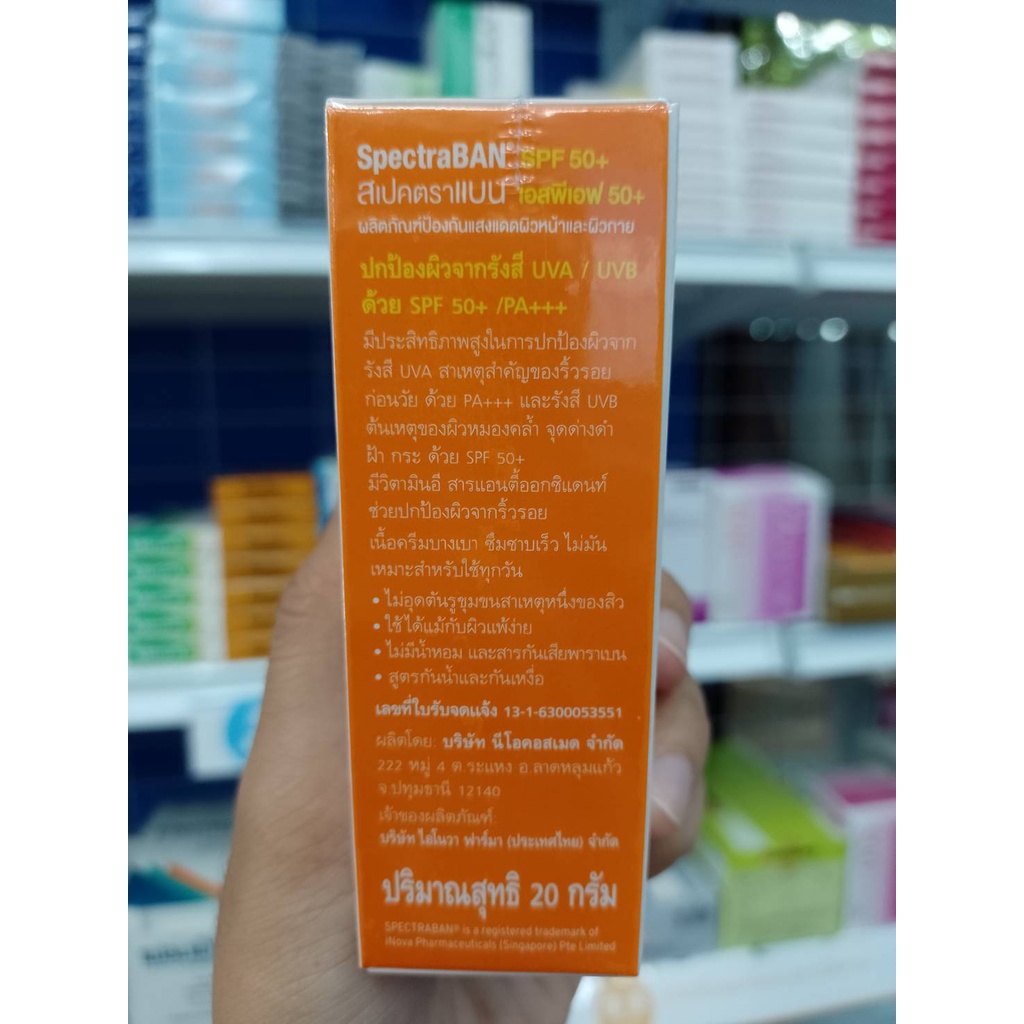 SpectraBAN® SPF 50+
สเปคตราแบน® เอสพีเอฟ 50+
ผลิตภัณฑ์ป้องกันแสงแดดผิวหน้าและผิวกาย
ปกป้องผิวจากรังสี UVA / UVB
ด้วย SPF 50+ /PA+++
มีประสิทธิภาพสูงในการปกป้องผิวจาก
รังสี UVA สาเหตุสำคัญของริ้วรอย
ก่อนวัย ด้วย PA+++ และรังสี UVB
ต้นเหตุของผิวหมองคล้ำ จุดด่างดำ
ฝ้า กระ ด้วย SPF 50+
มีวิตามินอี สารแอนตี้ออกซิแดนท์
ช่วยปกป้องผิวจากริ้วรอย
เนื้อครีมบางเบา ซึมซาบเร็ว ไม่มัน
เหมาะสำหรับใช้ทุกวัน
• ไม่อุดตันรูขุมขนสาเหตุหนึ่งของสิว
• ใช้ได้แม้กับผิวแพ้ง่าย
• ไม่มีน้ำหอม และสารกันเสียพาราเบน
• สูตรกันน้ำและกันเหงื่อ
เลขที่ใบรับจดแจ้ง 13-1-6300053551
ผลิตโดย: บริษัท นีโอคอสเมด จำกัด
222 หมู่ 4 ต.ระแหง อ.ลาดหลุมแก้ว
จ.ปทุมธานี 12140
เจ้าของผลิตภัณฑ์:
บริษัท ไอโนวา ฟาร์มา (ประเทศไทย) จำกัด
ปริมาณสุทธิ 20 กรัม
SPECTRABAN® is a registered trademark of
iNova Pharmaceuticals (Singapore) Pte Limited